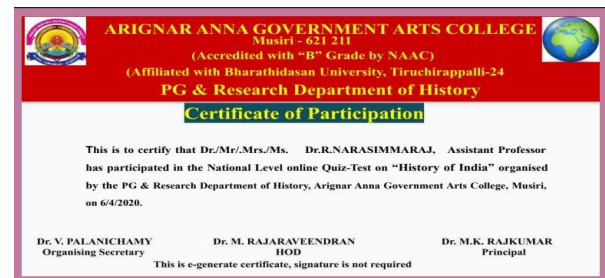 ARIGNAR ANNA GOVERNMENT ARTS COLLEGE
Musiri - 621 211
(Accredited with “B” Grade by NAAC)
(Affiliated with Bharathidasan University, Tiruchirappalli-24
PG & Research Department of History
Certificate of Participation
This is to certify that Dr./Mr/.Mrs./Ms. Dr.R.NARASIMMARAJ, Assistant Professor
has participated in the National Level online Quiz-Test on “History of India” organised
by the PG & Research Department of History, Arignar Anna Government Arts College, Musiri,
on 6/4/2020.
Dr. V. PALANICHAMY Dr. M. RAJARAVEENDRAN Dr. M.K. RAJKUMAR
Organising Secretary HOD Principal
This is e-generate certificate, signature is not required